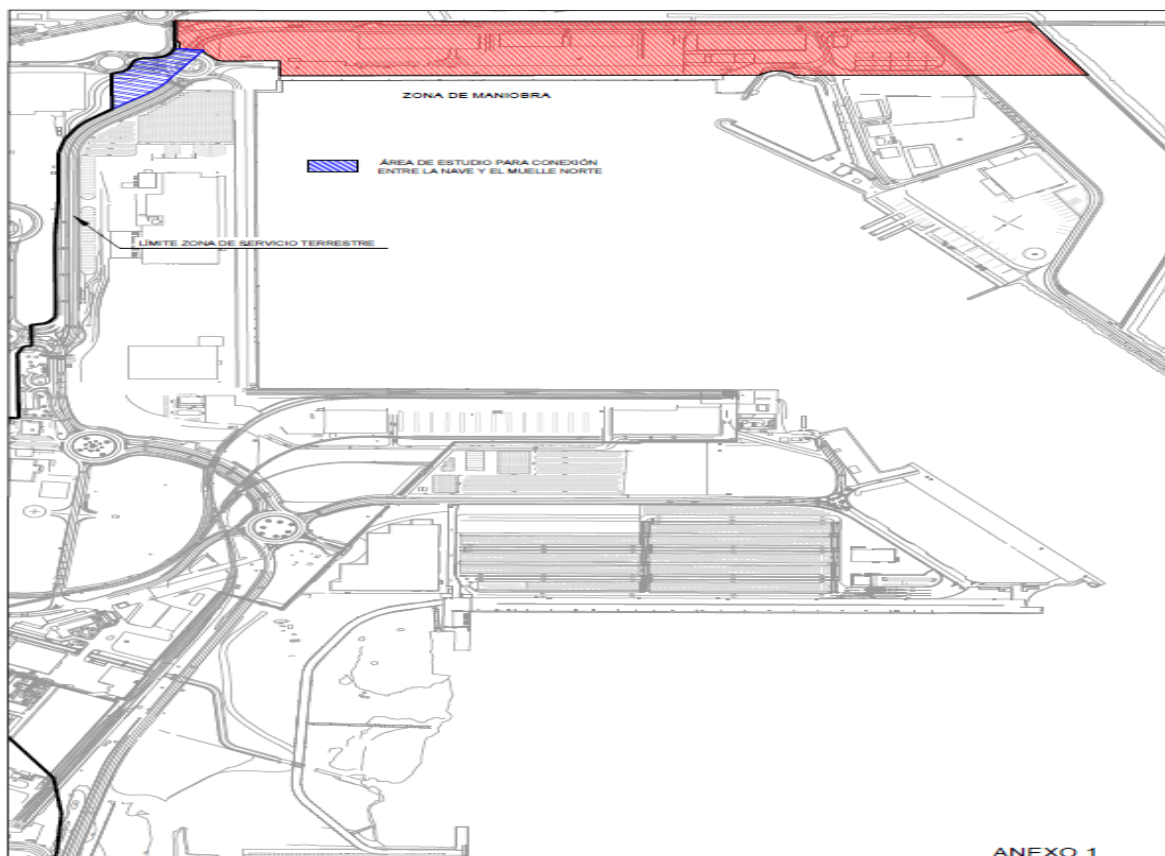 ZONA DE MANIOBRA
ÁREA DE ESTUDIO PARA CONEXIÓN
ENTRE LA NAVE Y EL MUELLE NORTE
LÍMITE ZONA DE SERVICIO TERRESTRE
ANEXO 1